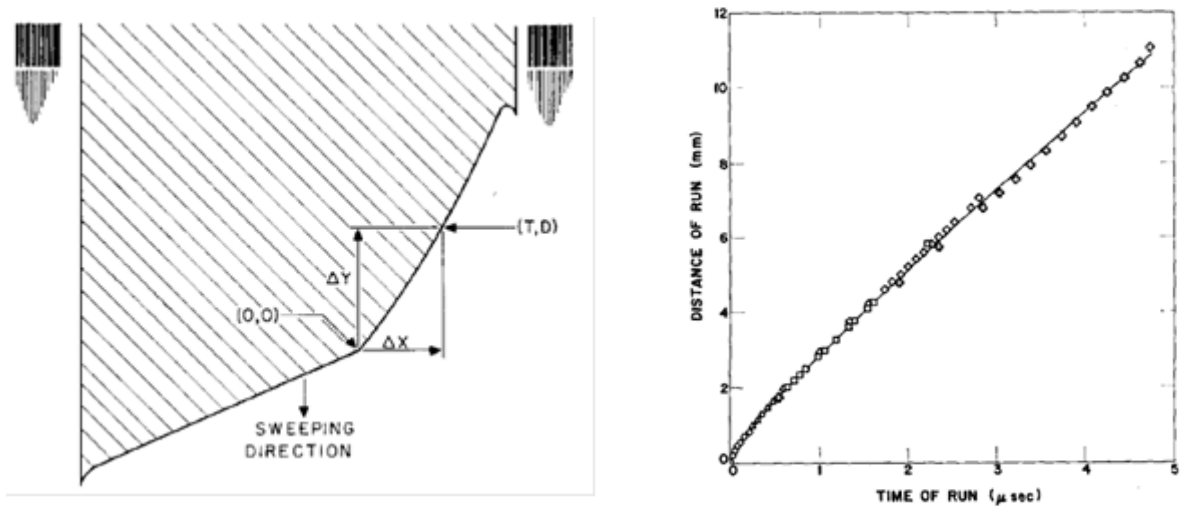 (T,D)
ΔY
(0,0)
ΔX
SWEEPING
DIRECTION
12
10
8
6
4
2
0
DISTANCE OF RUN (mm)
0 1 2 3 4 5
TIME OF RUN (μ sec)